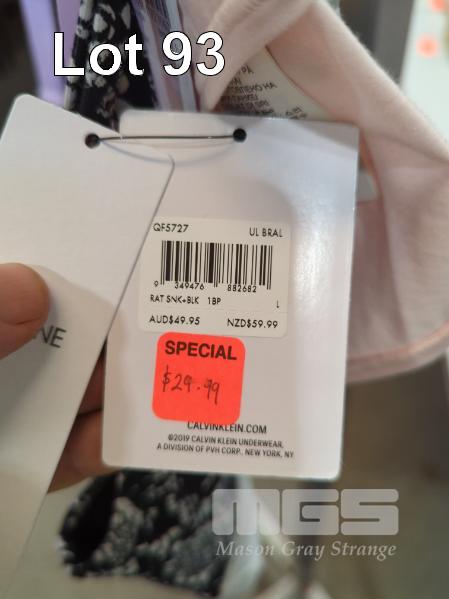 Lot 93
QF5727 UL BRAL
9 349476 882682
RAT SNK+BLK 1BP L
AUD$49.95 NZD$59.99
SPECIAL
$29.99
NE
CALVINKLEIN.COM
©2019 CALVIN KLEIN UNDERWEAR,
A DIVISION OF PVH CORP., NEW YORK, NY
MGS
Mason Gray Strange